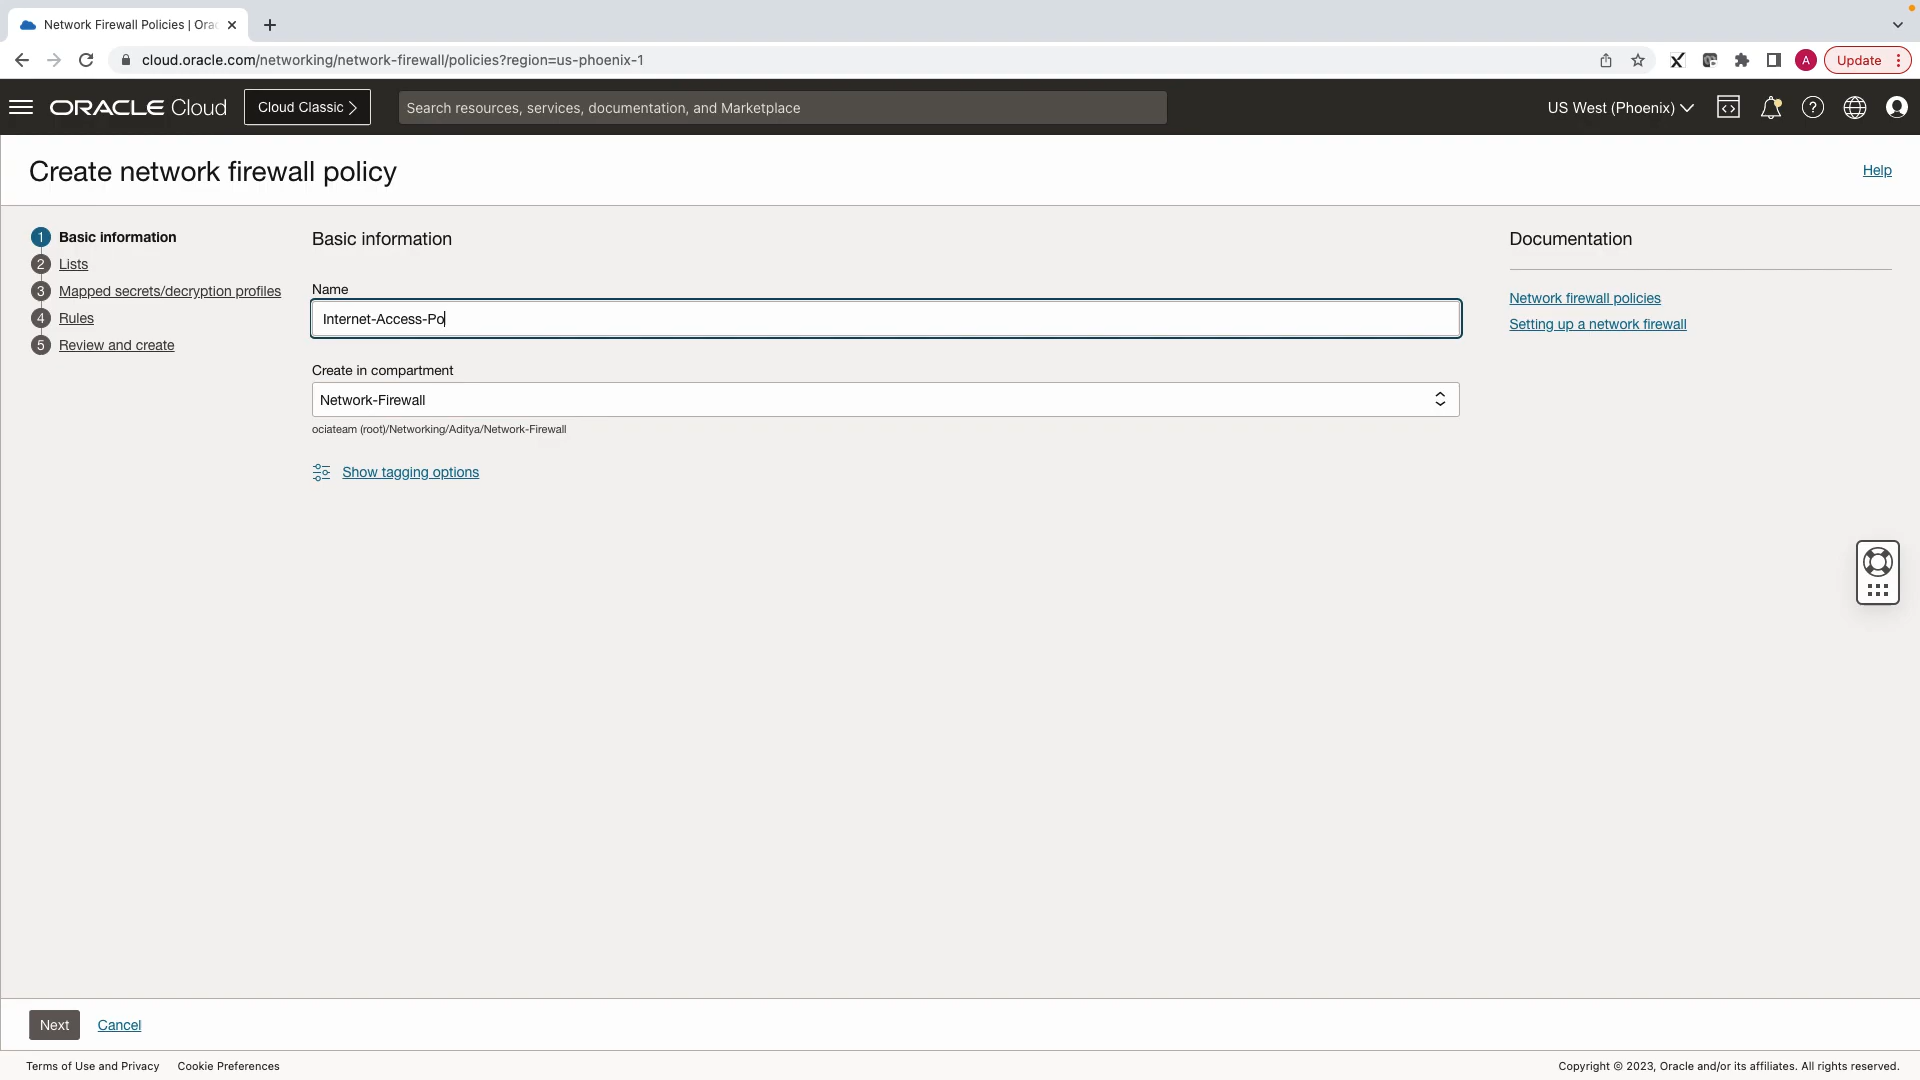 Network Firewall Policies | Ora
cloud.oracle.com/networking/network-firewall/policies?region=us-phoenix-1
A
Update
ORACLE Cloud
Cloud Classic
Search resources, services, documentation, and Marketplace
US West (Phoenix)
Create network firewall policy
Help
1 Basic information
2 Lists
3 Mapped secrets/decryption profiles
4 Rules
5 Review and create
Basic information
Name
Internet-Access-Po
Create in compartment
Network-Firewall
ociateam (root)/Networking/Aditya/Network-Firewall
Show tagging options
Documentation
Network firewall policies
Setting up a network firewall
Next
Cancel
Terms of Use and Privacy
Cookie Preferences
Copyright © 2023, Oracle and/or its affiliates. All rights reserved.